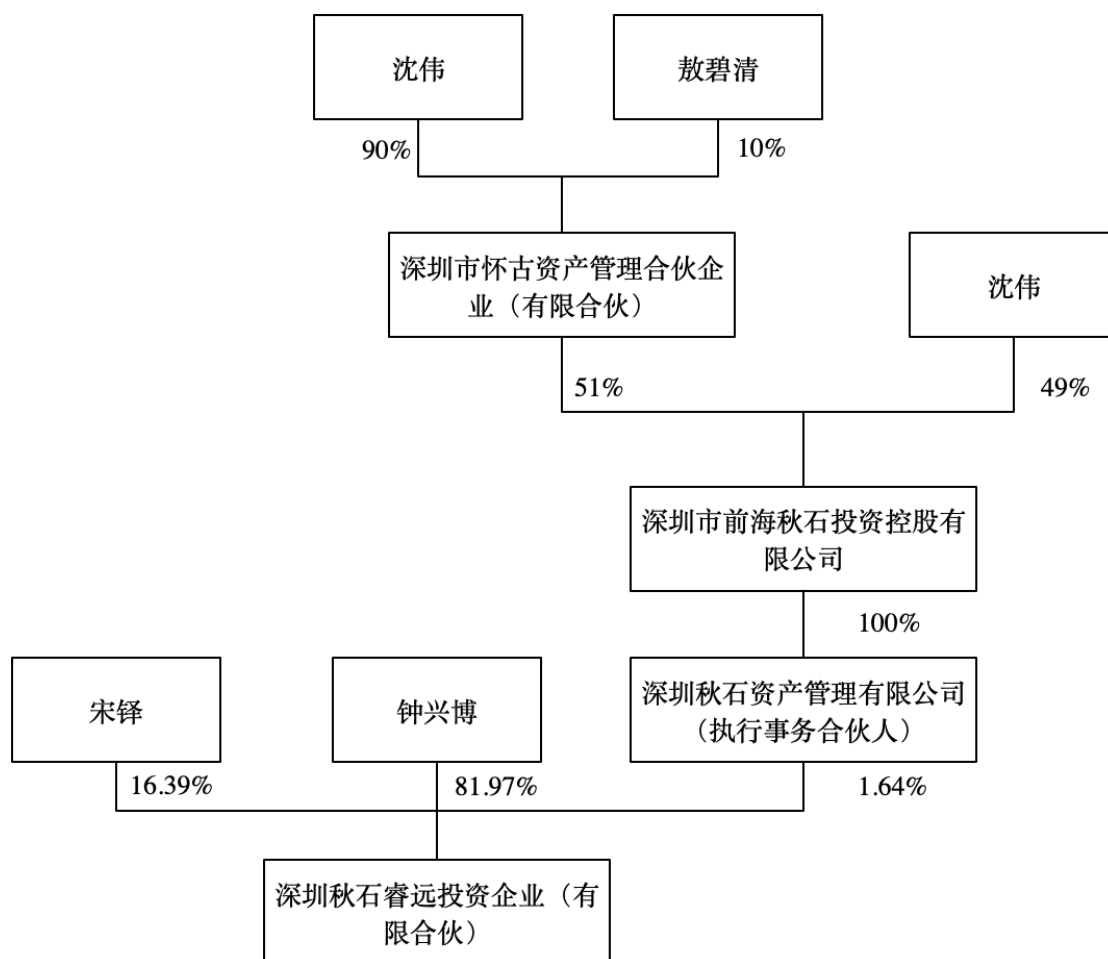 沈伟
敖碧清
90%
10%
深圳市怀古资产管理合伙企
业（有限合伙）
沈伟
51%
49%
深圳市前海秋石投资控股有
限公司
100%
宋铎
钟兴博
深圳秋石资产管理有限公司
（执行事务合伙人）
16.39%
81.97%
1.64%
深圳秋石睿远投资企业（有
限合伙）